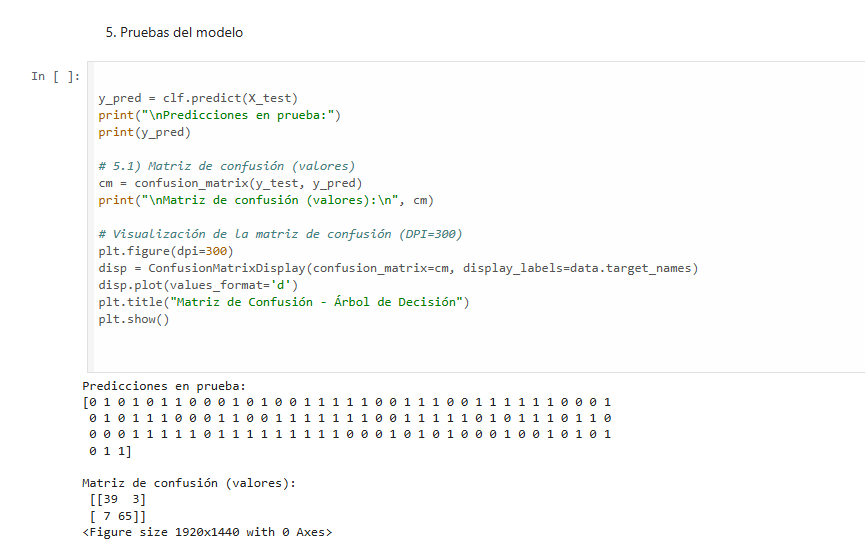 5. Pruebas del modelo
In [ ]:
y_pred = clf.predict(X_test)
print("\nPredicciones en prueba:")
print(y_pred)
# 5.1) Matriz de confusión (valores)
cm = confusion_matrix(y_test, y_pred)
print("\nMatriz de confusión (valores):\n", cm)
# Visualización de la matriz de confusión (DPI=300)
plt.figure(dpi=300)
disp = ConfusionMatrixDisplay(confusion_matrix=cm, display_labels=data.target_names)
disp.plot(values_format='d')
plt.title("Matriz de Confusión - Árbol de Decisión")
plt.show()
Predicciones en prueba:
[0 1 0 1 0 1 1 0 0 0 1 0 1 0 0 1 1 1 1 1 0 0 1 1 1 0 0 1 1 1 1 1 1 0 0 0 1
0 1 0 1 1 1 0 0 0 1 1 0 0 1 1 1 1 1 1 1 0 0 1 1 1 1 1 0 1 0 1 1 1 0 1 1 0
0 0 0 1 1 1 1 1 0 1 1 1 1 1 1 1 1 1 0 0 0 1 0 1 0 1 0 0 0 1 0 0 1 0 1 0 1
0 1 1]
Matriz de confusión (valores):
[[39 3]
[ 7 65]]
<Figure size 1920x1440 with 0 Axes>